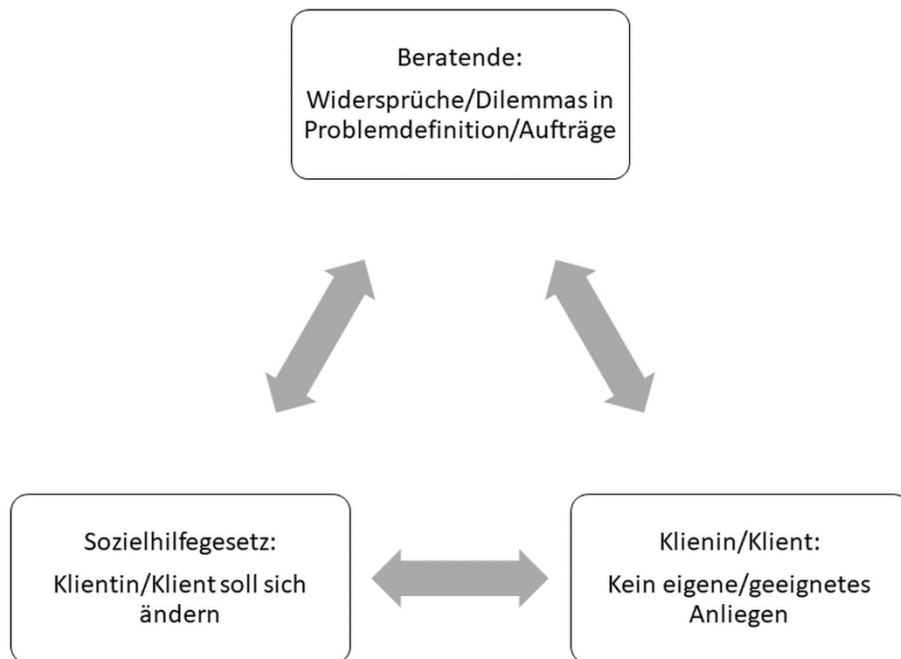 Beratende:
Widersprüche/Dilemmas in
Problemdefinition/Aufträge
Sozielhilfegesetz:
Klientin/Klient soll sich
ändern
Klienin/Klient:
Kein eigene/geeignetes
Anliegen